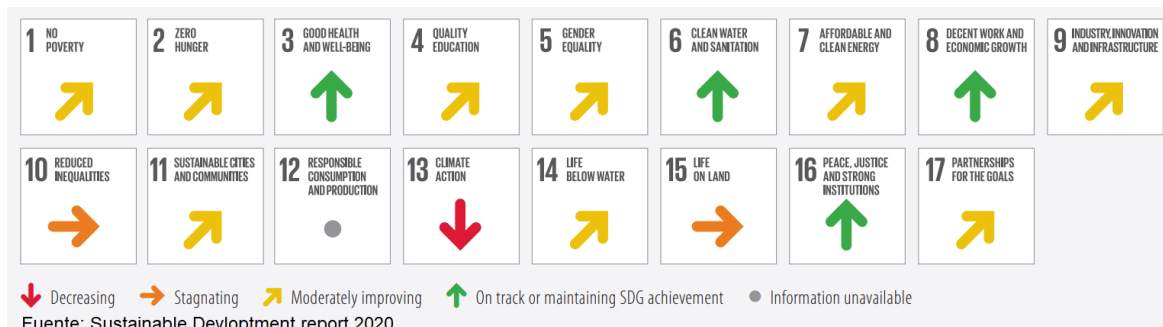 1 NO POVERTY
2 ZERO HUNGER
3 GOOD HEALTH AND WELL-BEING
4 QUALITY EDUCATION
5 GENDER EQUALITY
6 CLEAN WATER AND SANITATION
7 AFFORDABLE AND CLEAN ENERGY
8 DECENT WORK AND ECONOMIC GROWTH
9 INDUSTRY, INNOVATION AND INFRASTRUCTURE
10 REDUCED INEQUALITIES
11 SUSTAINABLE CITIES AND COMMUNITIES
12 RESPONSIBLE CONSUMPTION AND PRODUCTION
13 CLIMATE ACTION
14 LIFE BELOW WATER
15 LIFE ON LAND
16 PEACE, JUSTICE AND STRONG INSTITUTIONS
17 PARTNERSHIPS FOR THE GOALS
Decreasing Stagnating Moderately improving On track or maintaining SDG achievement Information unavailable
Fuente: Sustainable Devloptment report 2020